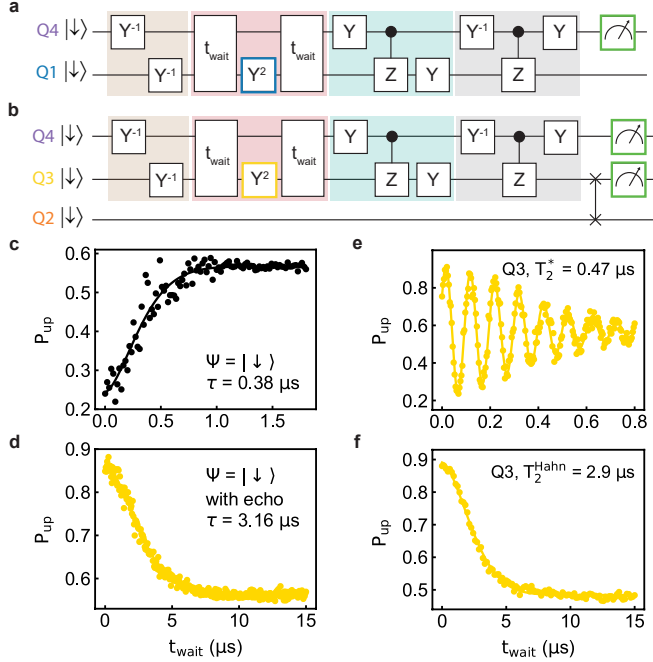 a
Q4 |↓⟩ Y⁻¹ t_wait t_wait Y Y⁻¹ Y
Q1 |↓⟩ Y⁻¹ Y² Z Y Z
b
Q4 |↓⟩ Y⁻¹ t_wait t_wait Y Y⁻¹ Y
Q3 |↓⟩ Y⁻¹ Y² Z Y Z
Q2 |↓⟩
c
P_up
0.6
0.5
0.4
0.3
0.2
0.0 0.5 1.0 1.5
Ψ = |↓⟩
τ = 0.38 μs
e
P_up
Q3, T₂* = 0.47 μs
1.0
0.8
0.6
0.4
0.2
0.0 0.2 0.4 0.6 0.8
d
P_up
0.9
0.8
0.7
0.6
0 5 10 15
t_wait (μs)
Ψ = |↓⟩
with echo
τ = 3.16 μs
f
P_up
Q3, T₂^Hahn = 2.9 μs
0.9
0.8
0.7
0.6
0.5
0 5 10 15
t_wait (μs)